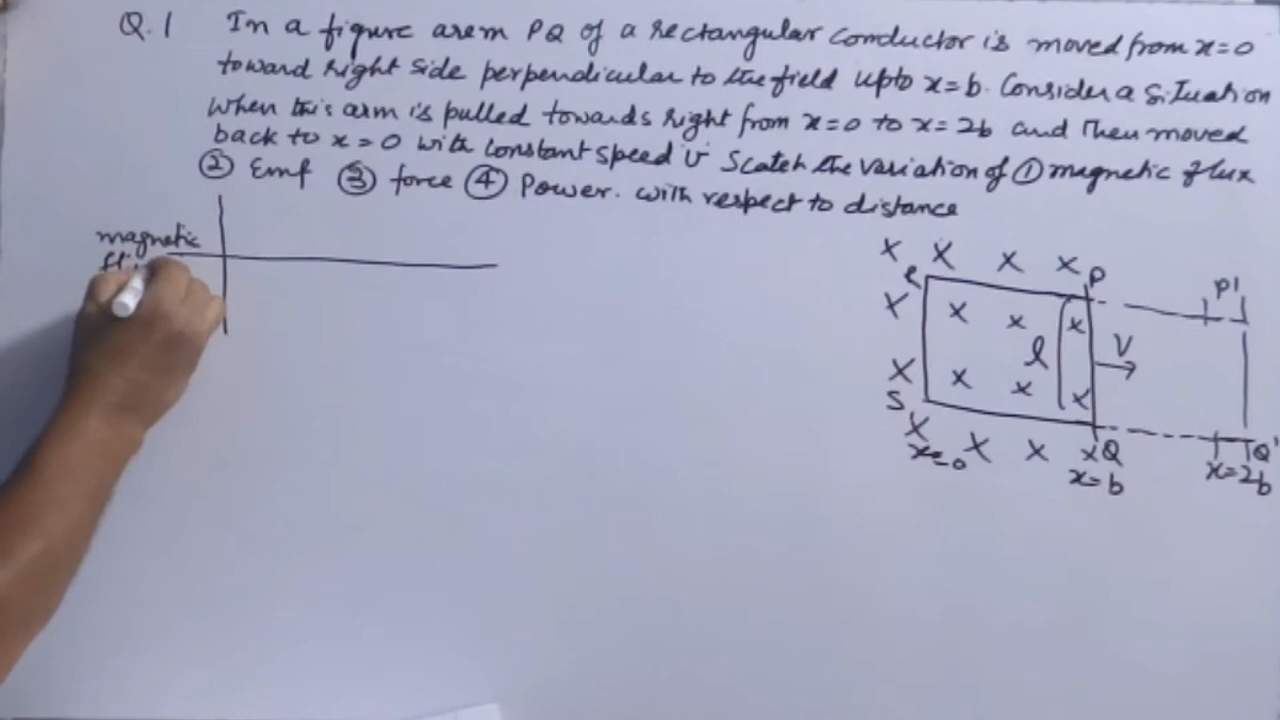 Q.1 In a figure arem PQ of a rectangular conductor is moved from x=0
toward right side perpendicular to the field upto x=b. Consider a situation
when this arm is pulled towards right from x=0 to x=2b and then moved
back to x=0 with constant speed V Scatch the variation of ① magnetic flux
② Emf ③ force ④ Power. with respect to distance
magnetic
X X X X P
P'
X X X X
l V
X X X X
S
X X X X Q Q'
x=0 x=b x=2b